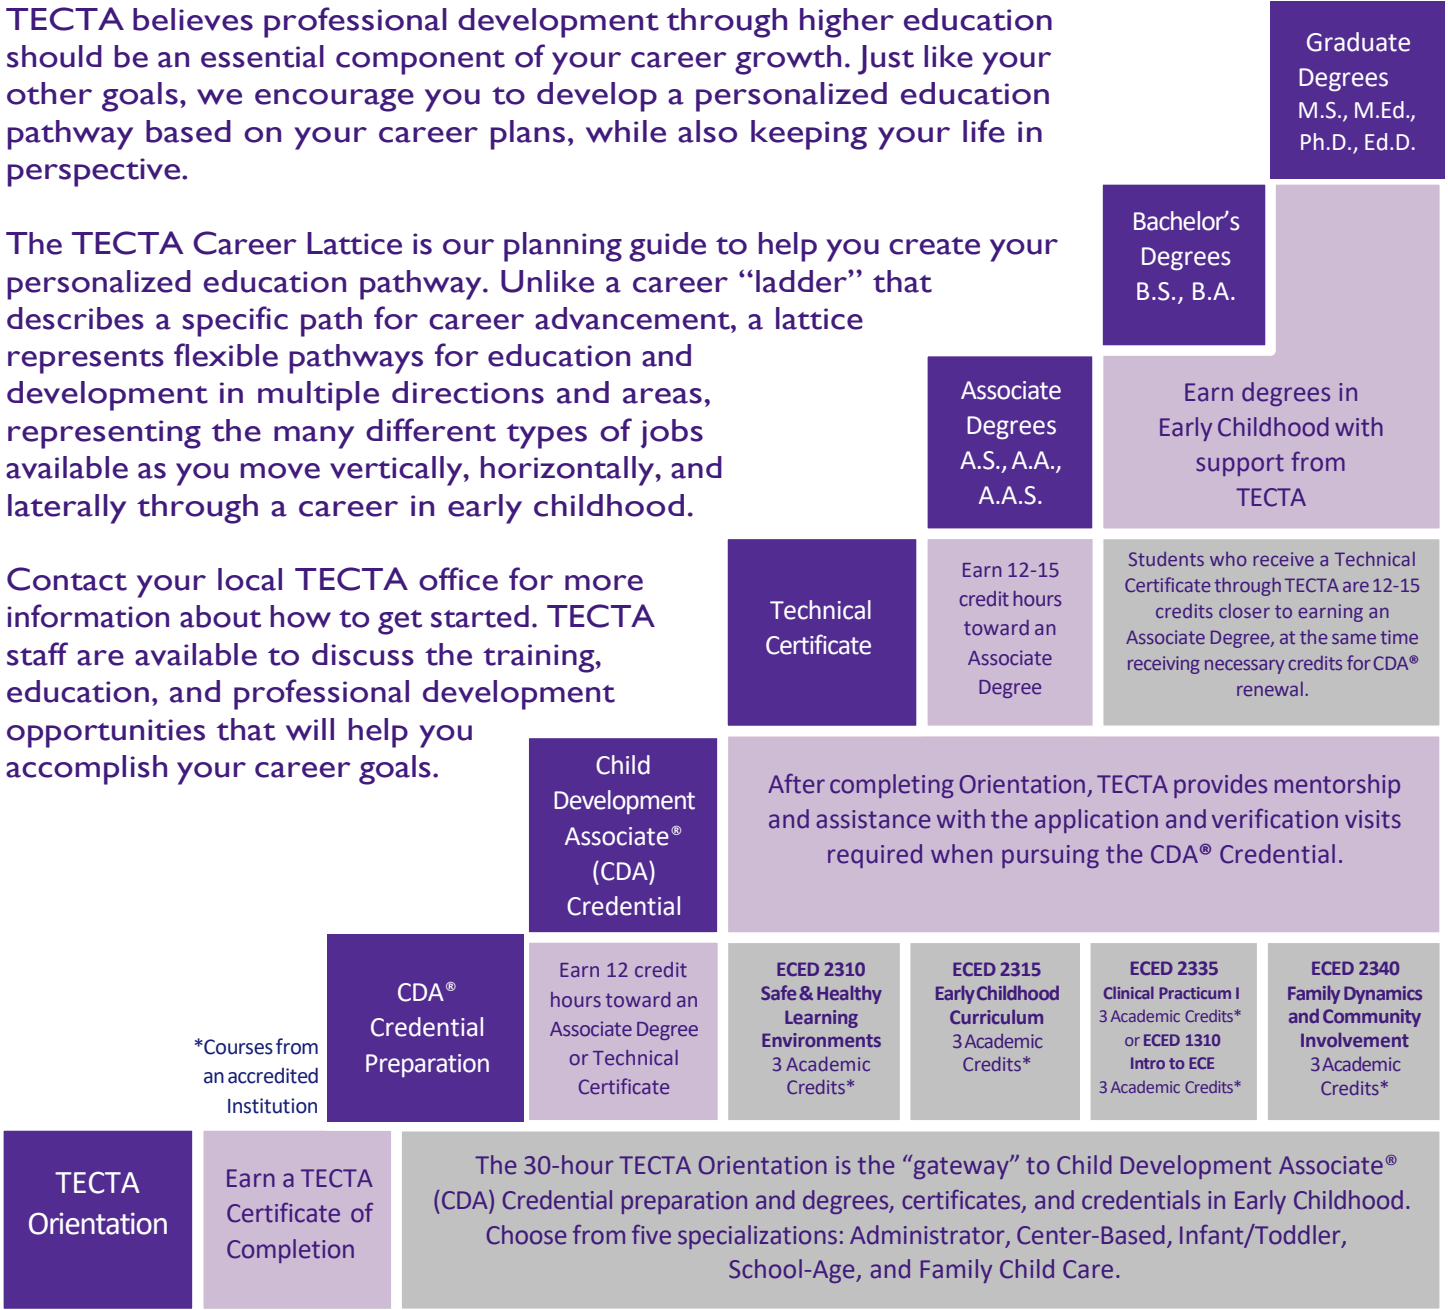 TECTA believes professional development through higher education
should be an essential component of your career growth. Just like your
other goals, we encourage you to develop a personalized education
pathway based on your career plans, while also keeping your life in
perspective.
The TECTA Career Lattice is our planning guide to help you create your
personalized education pathway. Unlike a career “ladder” that
describes a specific path for career advancement, a lattice
represents flexible pathways for education and
development in multiple directions and areas,
representing the many different types of jobs
available as you move vertically, horizontally, and
laterally through a career in early childhood.
Contact your local TECTA office for more
information about how to get started. TECTA
staff are available to discuss the training,
education, and professional development
opportunities that will help you
accomplish your career goals.
Graduate
Degrees
M.S., M.Ed.,
Ph.D., Ed.D.
Bachelor’s
Degrees
B.S., B.A.
Associate
Degrees
A.S., A.A.,
A.A.S.
Earn degrees in
Early Childhood with
support from
TECTA
Technical
Certificate
Earn 12-15
credit hours
toward an
Associate
Degree
Students who receive a Technical
Certificate through TECTA are 12-15
credits closer to earning an
Associate Degree, at the same time
receiving necessary credits for CDA®
renewal.
Child
Development
Associate®
(CDA)
Credential
After completing Orientation, TECTA provides mentorship
and assistance with the application and verification visits
required when pursuing the CDA® Credential.
*Courses from
an accredited
Institution
CDA®
Credential
Preparation
Earn 12 credit
hours toward an
Associate Degree
or Technical
Certificate
ECED 2310
Safe & Healthy
Learning
Environments
3 Academic
Credits*
ECED 2315
Early Childhood
Curriculum
3 Academic
Credits*
ECED 2335
Clinical Practicum I
3 Academic Credits*
or ECED 1310
Intro to ECE
3 Academic Credits*
ECED 2340
Family Dynamics
and Community
Involvement
3 Academic
Credits*
TECTA
Orientation
Earn a TECTA
Certificate of
Completion
The 30-hour TECTA Orientation is the “gateway” to Child Development Associate®
(CDA) Credential preparation and degrees, certificates, and credentials in Early Childhood.
Choose from five specializations: Administrator, Center-Based, Infant/Toddler,
School-Age, and Family Child Care.